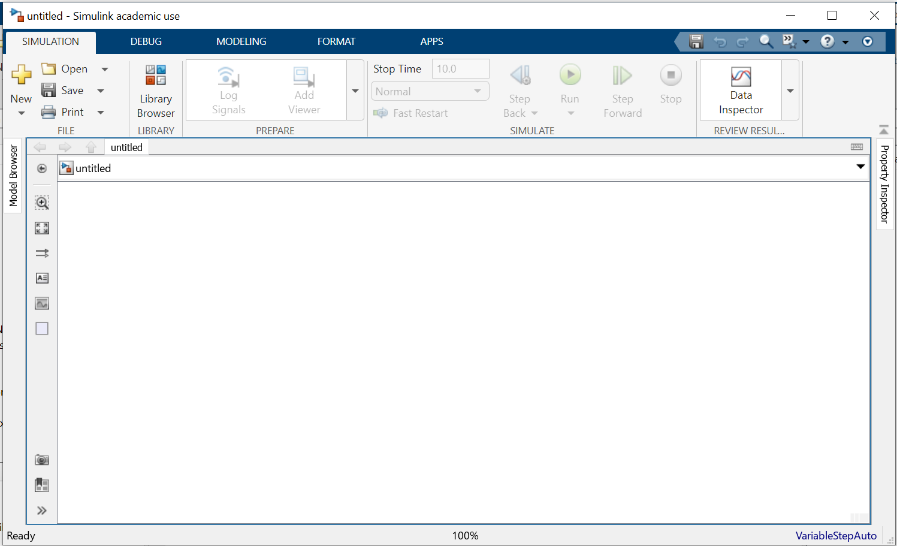 untitled - Simulink academic use
SIMULATION DEBUG MODELING FORMAT APPS
New
Open
Save
Print
FILE
Library
Browser
LIBRARY
Log
Signals
Add
Viewer
PREPARE
Stop Time 10.0
Normal
Fast Restart
Step
Back
Run
Step
Forward
Stop
SIMULATE
Data
Inspector
REVIEW RESUL...
Model Browser
untitled
untitled
Property Inspector
Ready 100% VariableStepAuto